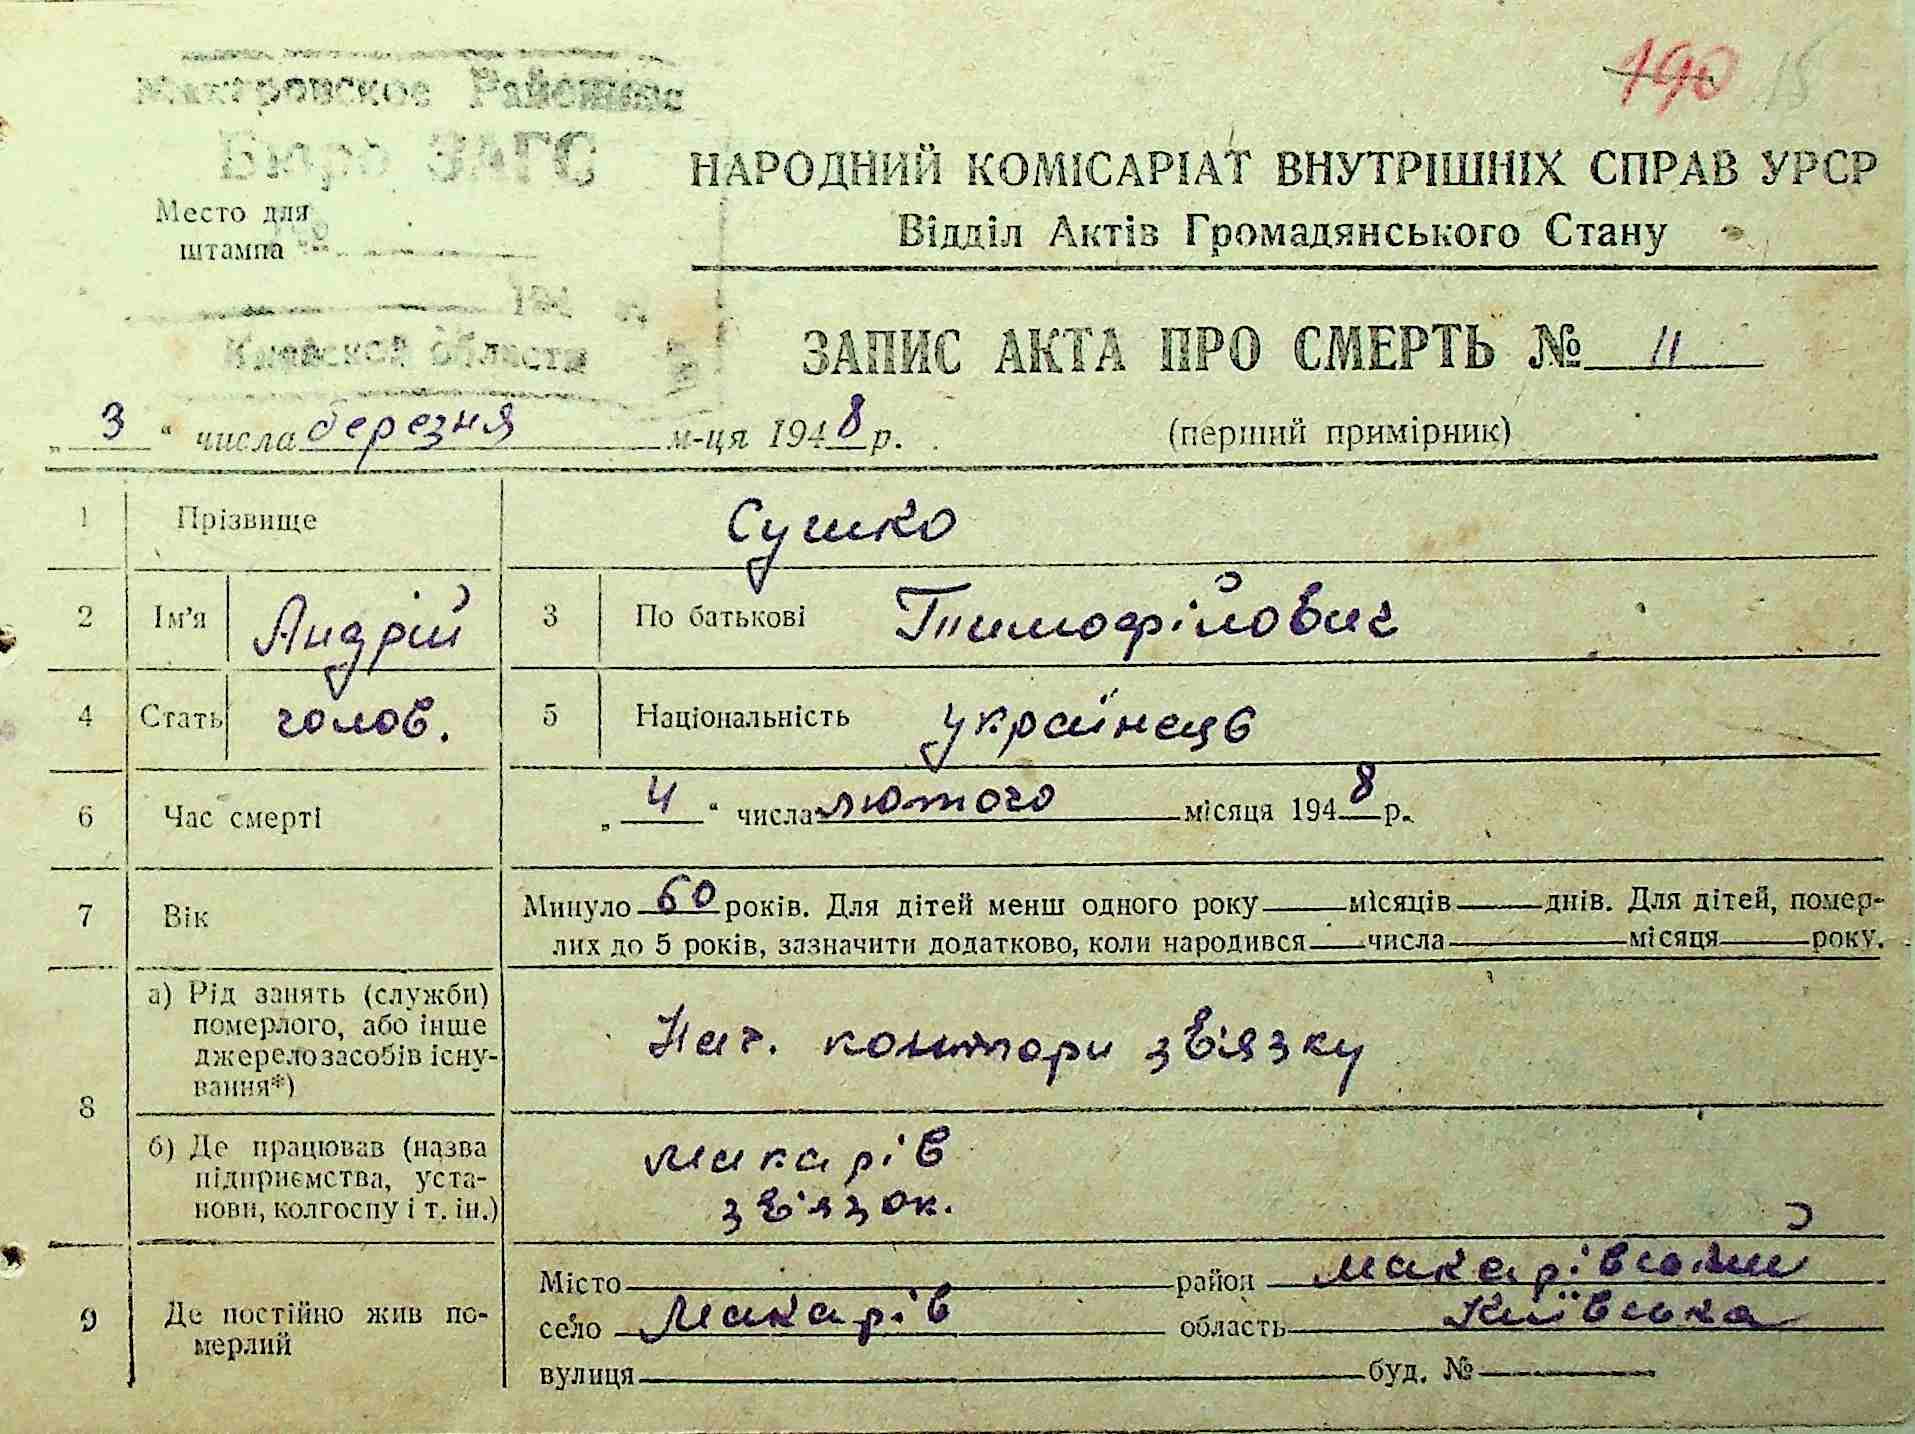 190 18
Макаровское Районное
Бюро ЗАГС
НАРОДНИЙ КОМІСАРІАТ ВНУТРІШНІХ СПРАВ УРСР
Место для
штампа
Відділ Актів Громадянського Стану
194 г.
Киевской области
ЗАПИС АКТА ПРО СМЕРТЬ № 11
„ 3 “ числа березня м-ця 1948 р. (перший примірник)
1 Прізвище Сушко
2 Ім'я Андрій 3 По батькові Тимофійович
4 Стать чолов. 5 Національність українець
6 Час смерті „ 4 “ числа лютого місяця 1948 р.
7 Вік Минуло 60 років. Для дітей менш одного року місяців днів. Для дітей, помер-
лих до 5 років, зазначити додатково, коли народився числа місяця року.
8 а) Рід занять (служби)
померлого, або інше
джерело засобів існу-
вання*)
Нач. контори звіязку
б) Де працював (назва
підприємства, уста-
нови, колгоспу і т. ін.)
Макарів
звіязок.
9 Де постійно жив по-
мерлий
Місто район Макарівський
село Макарів область Київська
вулиця буд. №